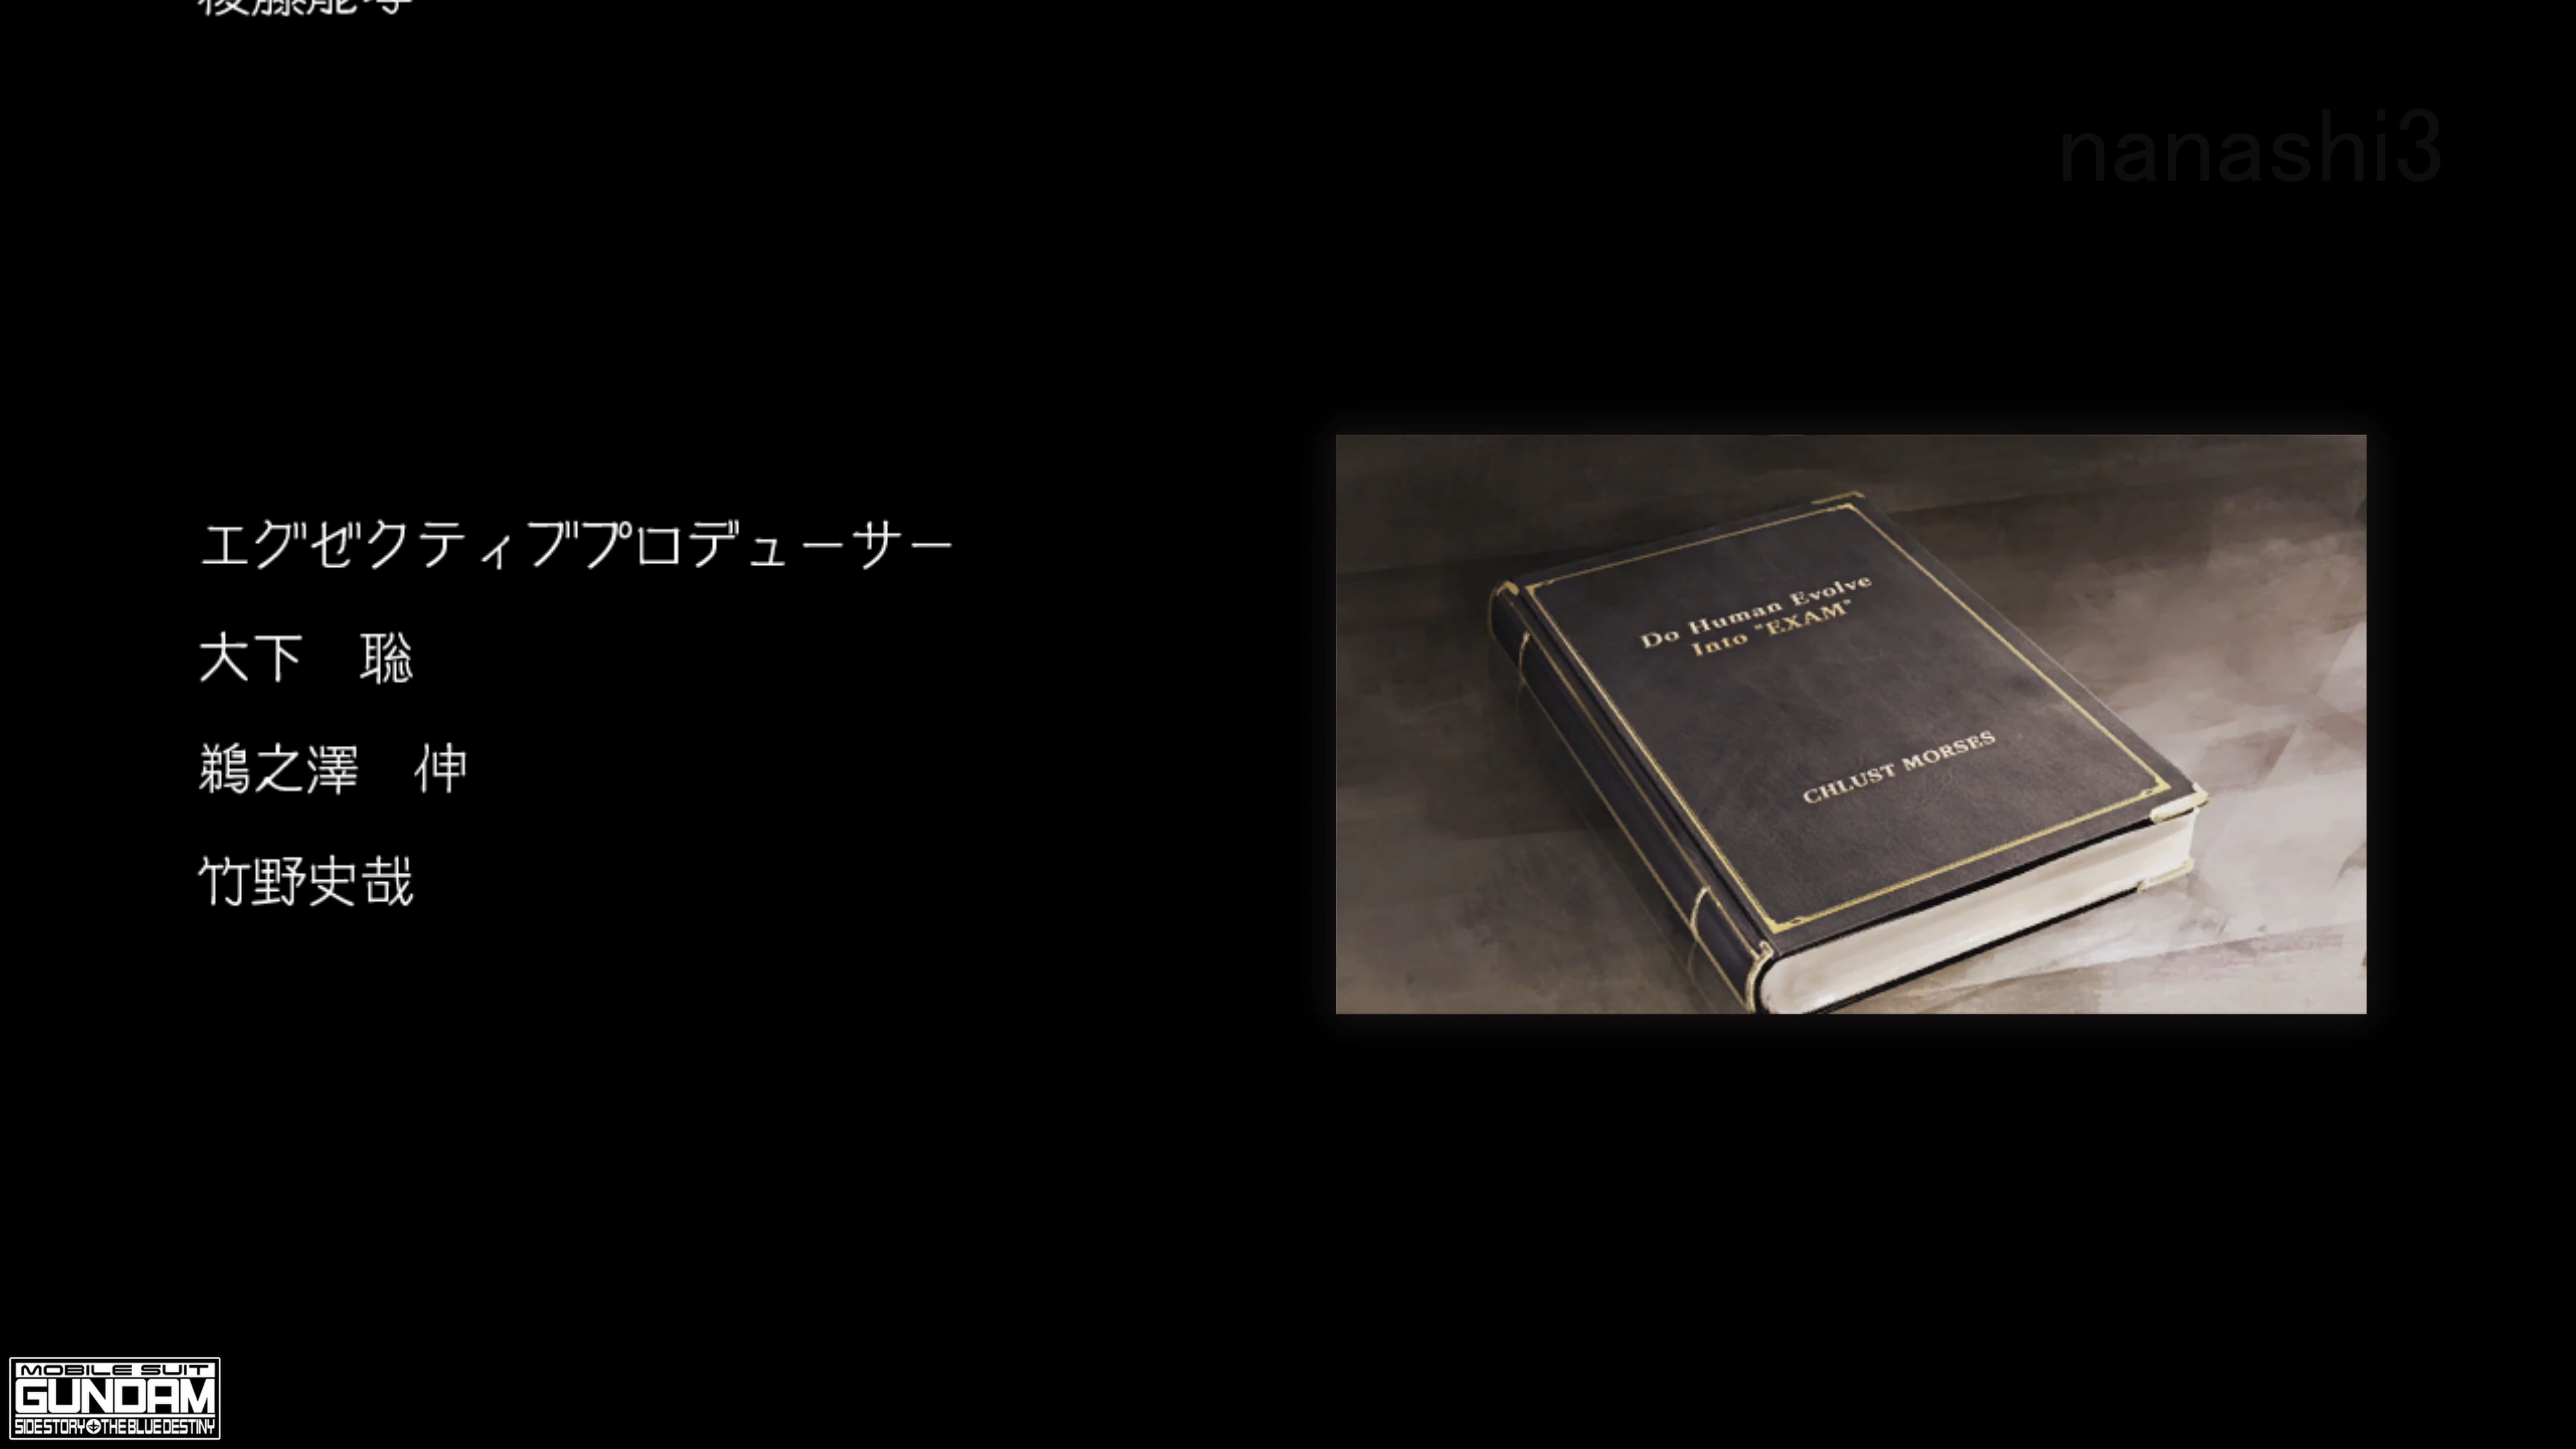 nanashi3
エグゼクティブプロデューサー
大下　聡
鵜之澤　伸
竹野史哉
Do Human Evolve
Into "EXAM"
CHLUST MORSES
MOBILE SUIT
GUNDAM
SIDE STORY THE BLUE DESTINY